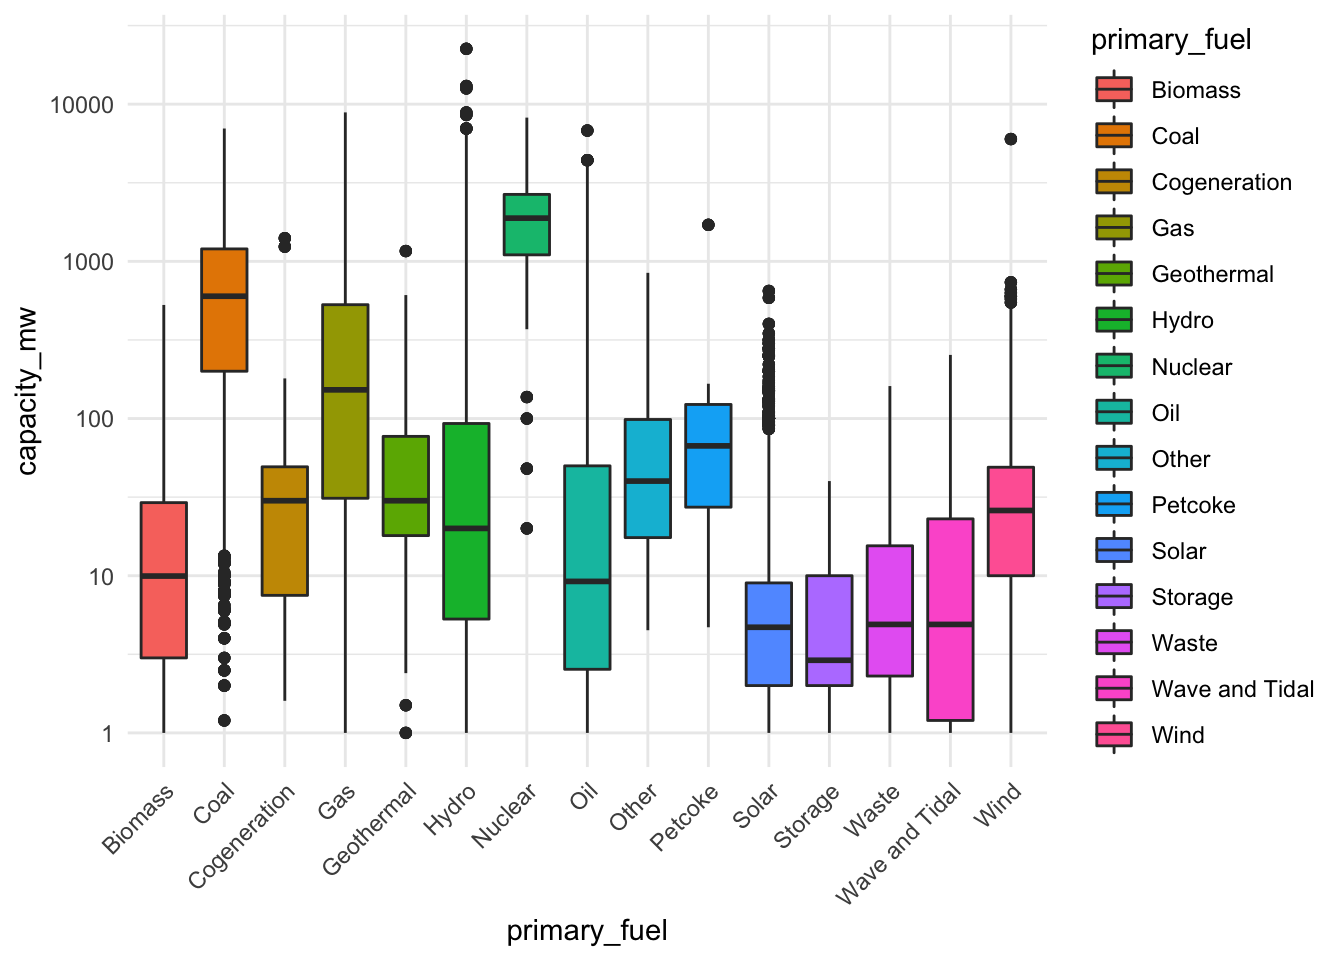 primary_fuel
Biomass
Coal
Cogeneration
Gas
Geothermal
Hydro
Nuclear
Oil
Other
Petcoke
Solar
Storage
Waste
Wave and Tidal
Wind
capacity_mw
10000
1000
100
10
1
Biomass
Coal
Cogeneration
Gas
Geothermal
Hydro
Nuclear
Oil
Other
Petcoke
Solar
Storage
Waste
Wave and Tidal
Wind
primary_fuel